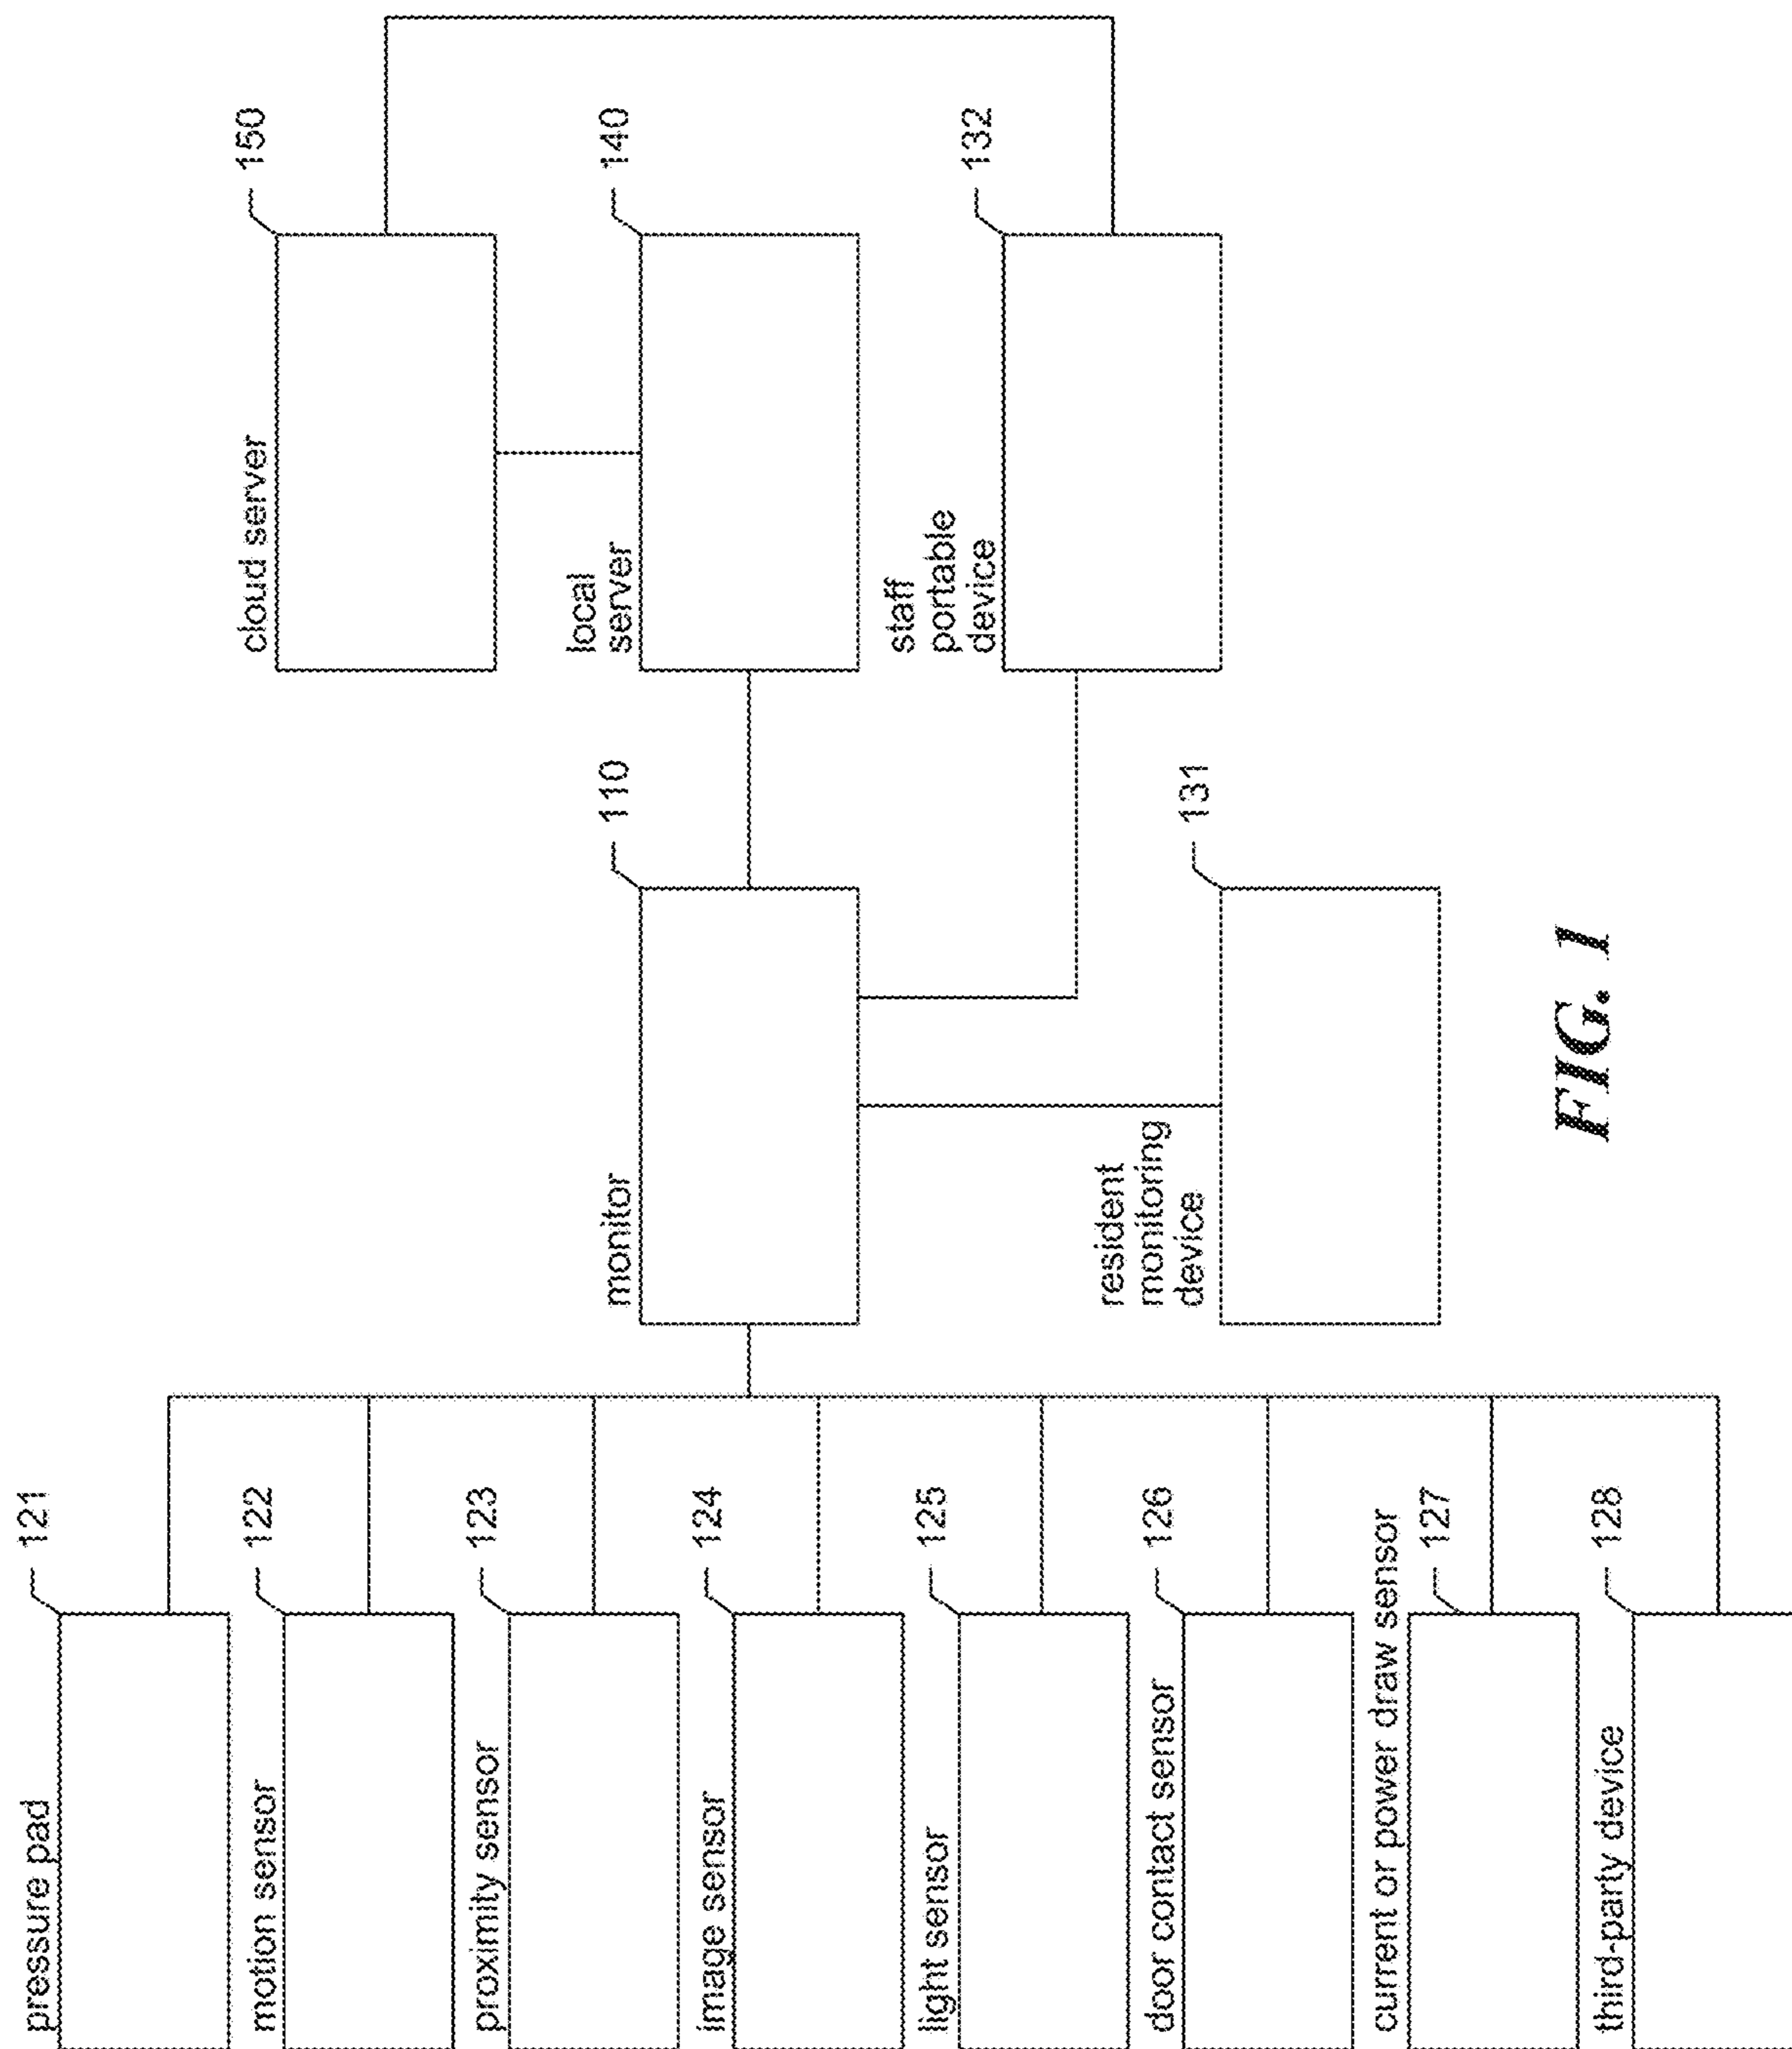 pressure pad
121
motion sensor
122
proximity sensor
123
image sensor
124
light sensor
125
door contact sensor
126
current or power draw sensor
127
third-party device
128
monitor
110
resident
monitoring
device
131
cloud server
150
local
server
140
staff
portable
device
132
FIG. 1